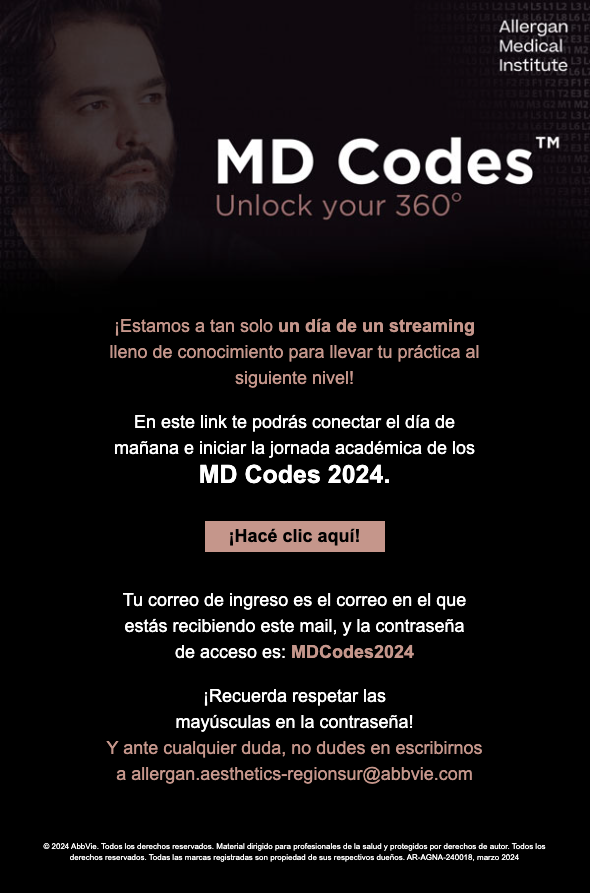 Allergan
Medical
Institute
MD Codes™
Unlock your 360°
¡Estamos a tan solo un día de un streaming
lleno de conocimiento para llevar tu práctica al
siguiente nivel!
En este link te podrás conectar el día de
mañana e iniciar la jornada académica de los
MD Codes 2024.
¡Hacé clic aquí!
Tu correo de ingreso es el correo en el que
estás recibiendo este mail, y la contraseña
de acceso es: MDCodes2024
¡Recuerda respetar las
mayúsculas en la contraseña!
Y ante cualquier duda, no dudes en escribirnos
a allergan.aesthetics-regionsur@abbvie.com
© 2024 AbbVie. Todos los derechos reservados. Material dirigido para profesionales de la salud y protegidos por derechos de autor. Todos los
derechos reservados. Todas las marcas registradas son propiedad de sus respectivos dueños. AR-AGNA-240018, marzo 2024